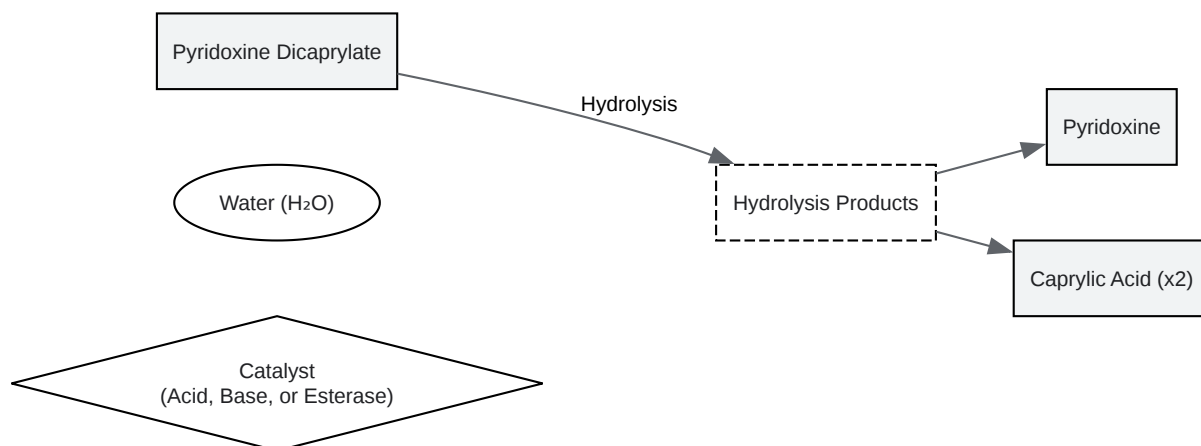 Pyridoxine Dicaprylate
Hydrolysis
Pyridoxine
Water (H₂O)
Hydrolysis Products
Caprylic Acid (x2)
Catalyst
(Acid, Base, or Esterase)